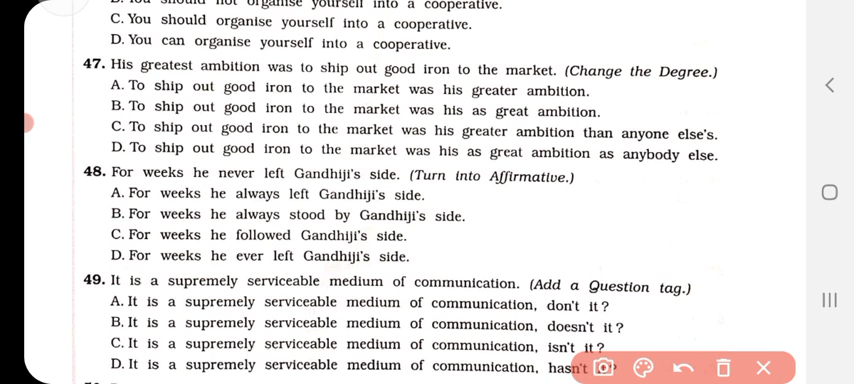 B. You should not organise yourself into a cooperative.
C. You should organise yourself into a cooperative.
D. You can organise yourself into a cooperative.
47. His greatest ambition was to ship out good iron to the market. (Change the Degree.)
A. To ship out good iron to the market was his greater ambition.
B. To ship out good iron to the market was his as great ambition.
C. To ship out good iron to the market was his greater ambition than anyone else's.
D. To ship out good iron to the market was his as great ambition as anybody else.
48. For weeks he never left Gandhiji's side. (Turn into Affirmative.)
A. For weeks he always left Gandhiji's side.
B. For weeks he always stood by Gandhiji's side.
C. For weeks he followed Gandhiji's side.
D. For weeks he ever left Gandhiji's side.
49. It is a supremely serviceable medium of communication. (Add a Question tag.)
A. It is a supremely serviceable medium of communication, don't it?
B. It is a supremely serviceable medium of communication, doesn't it?
C. It is a supremely serviceable medium of communication, isn't it?
D. It is a supremely serviceable medium of communication, hasn't